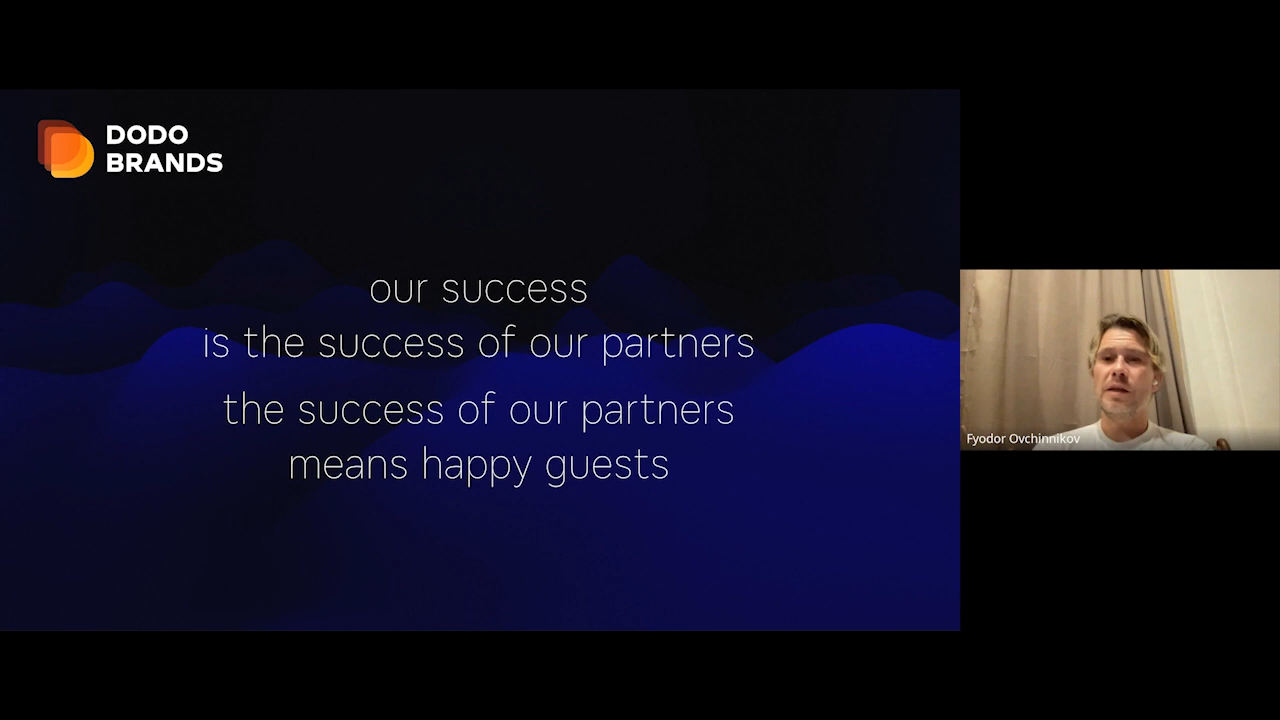 DODO
BRANDS
our success
is the success of our partners
the success of our partners
means happy guests
Fyodor Ovchinnikov